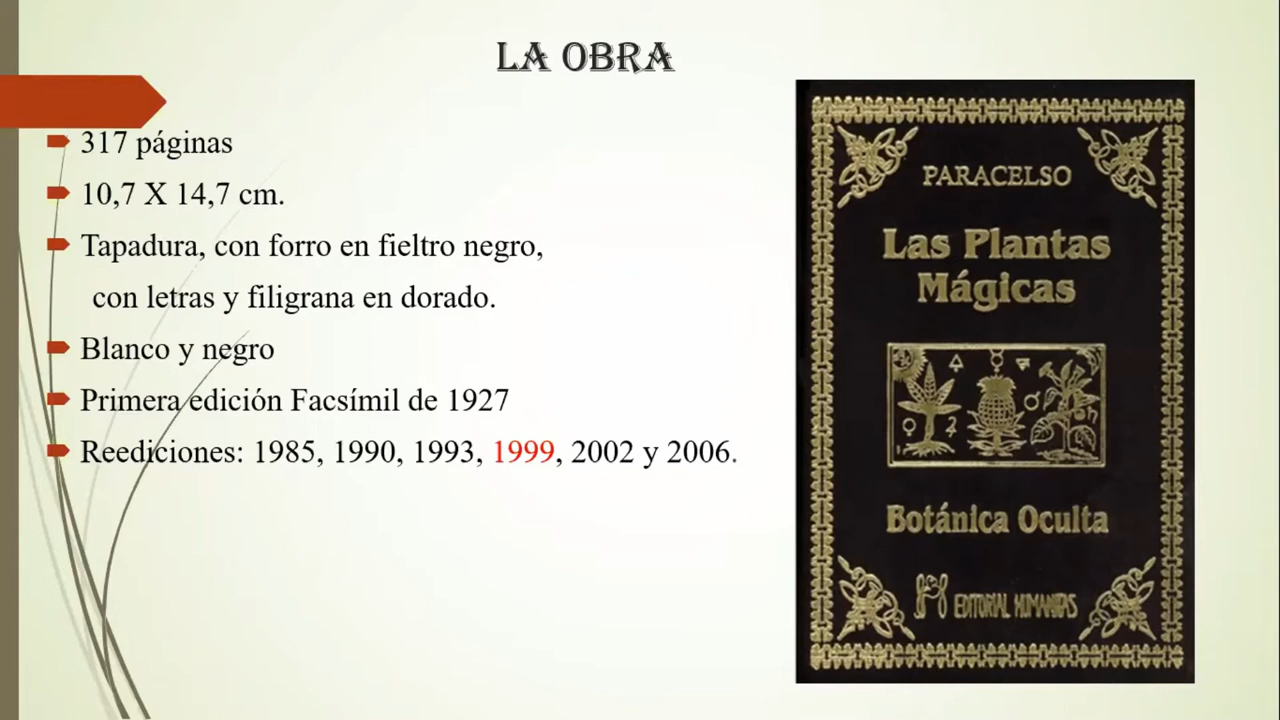 LA OBRA
317 páginas
10,7 X 14,7 cm.
Tapadura, con forro en fieltro negro,
con letras y filigrana en dorado.
Blanco y negro
Primera edición Facsímil de 1927
Reediciones: 1985, 1990, 1993, 1999, 2002 y 2006.
PARACELSO
Las Plantas
Mágicas
Botánica Oculta
EDITORIAL HUMANITAS